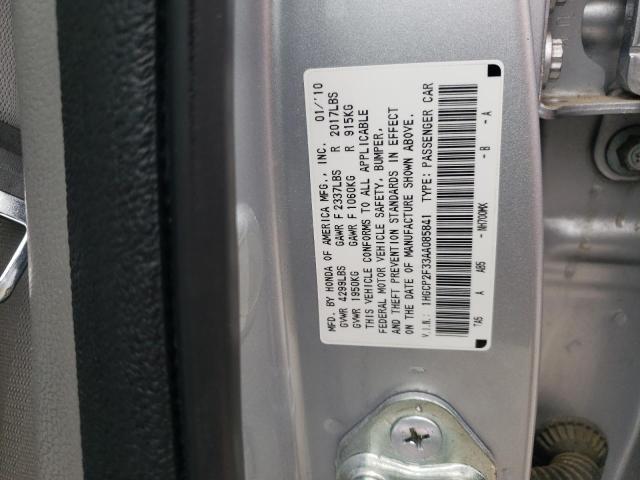 MFD. BY HONDA OF AMERICA MFG., INC. 01/10
GVWR 4299LBS GAWR F 2337LBS R 2017LBS
GVWR 1950KG GAWR F 1060KG R 915KG
THIS VEHICLE CONFORMS TO ALL APPLICABLE
FEDERAL MOTOR VEHICLE SAFETY, BUMPER,
AND THEFT PREVENTION STANDARDS IN EFFECT
ON THE DATE OF MANUFACTURE SHOWN ABOVE.
V.I.N.: 1HGCP2F33AA085841 TYPE: PASSENGER CAR
TA5 A AB5 - NH700MX - B - A